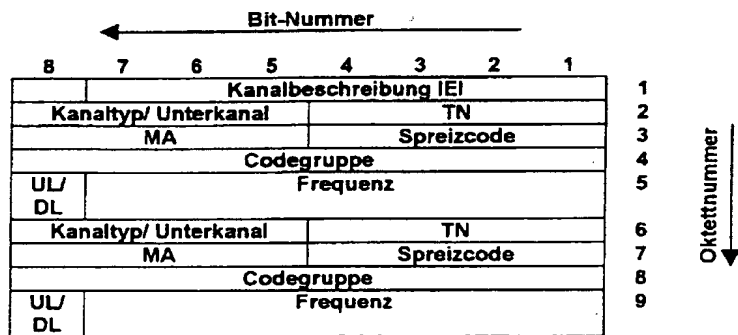 Bit-Nummer
8 7 6 5 4 3 2 1
Kanalbeschreibung IEI 1
Kanaltyp/ Unterkanal TN 2
MA Spreizcode 3
Codegruppe 4
UL/ DL Frequenz 5
Kanaltyp/ Unterkanal TN 6
MA Spreizcode 7
Codegruppe 8
UL/ DL Frequenz 9
Oktettnummer